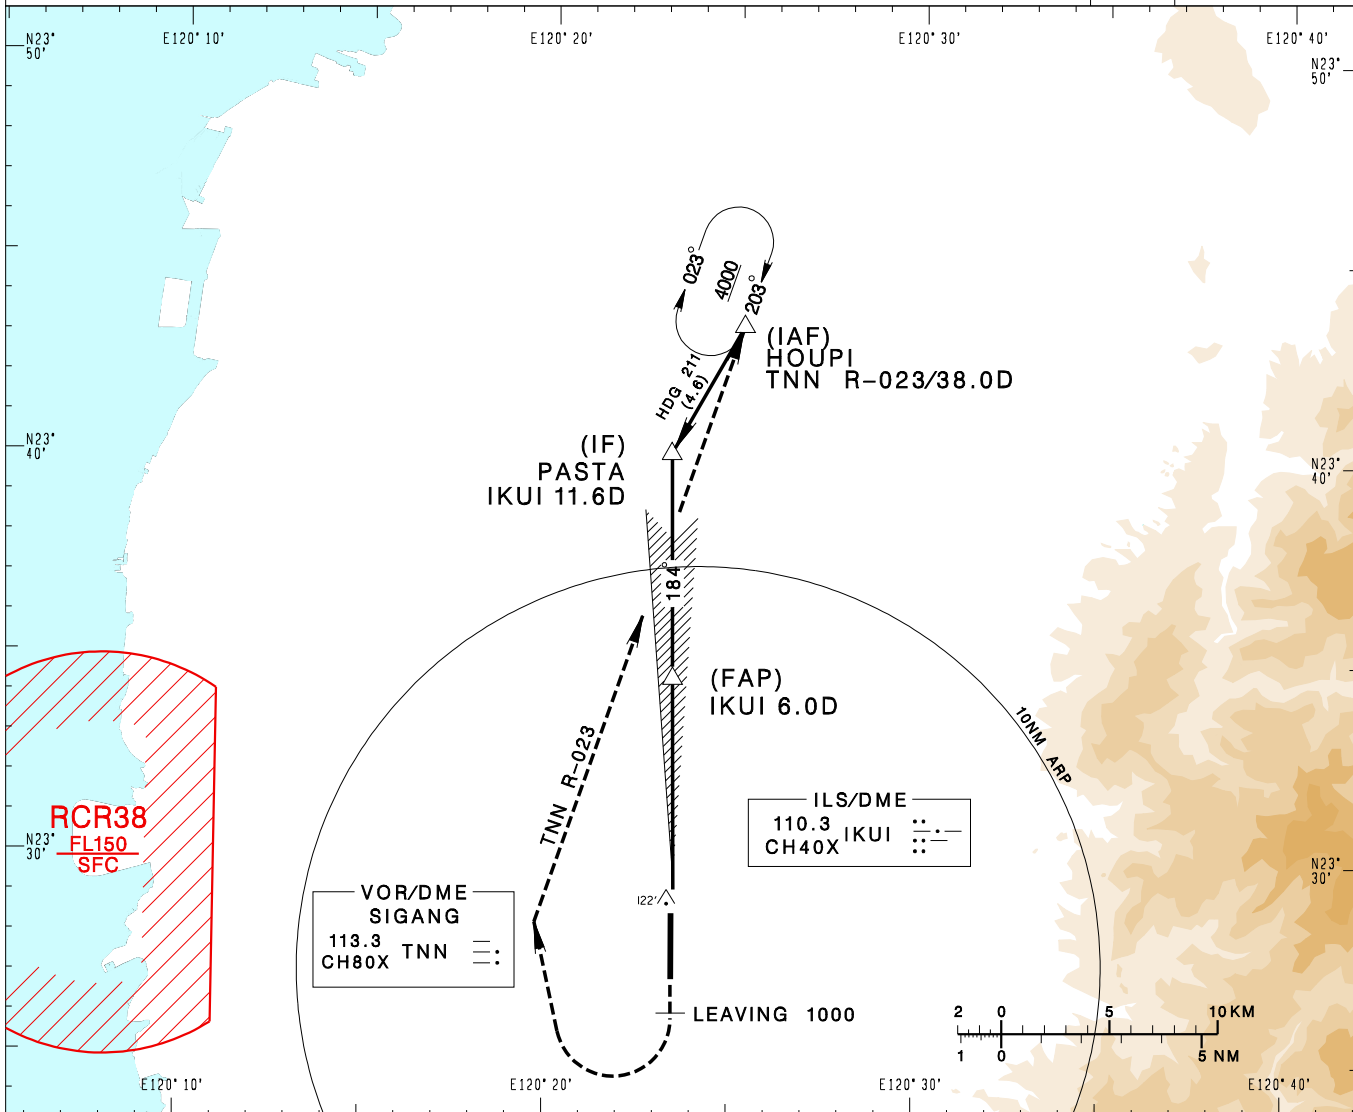 E120° 10'
E120° 20'
E120° 30'
E120° 40'
N23°
50'
N23°
50'
023°
4000
203°
(IAF)
HOUPI
TNN R-023/38.0D
HDG 211
(4.6)
(IF)
PASTA
IKUI 11.6D
N23°
40'
N23°
40'
184°
(FAP)
IKUI 6.0D
10NM ARP
TNN R-023
ILS/DME
110.3
CH40X
IKUI
RCR38
FL150
SFC
N23°
30'
N23°
30'
122'
VOR/DME
SIGANG
113.3
CH80X
TNN
LEAVING 1000
2 0 5 10 KM
1 0 5 NM
E120° 10'
E120° 20'
E120° 30'
E120° 40'